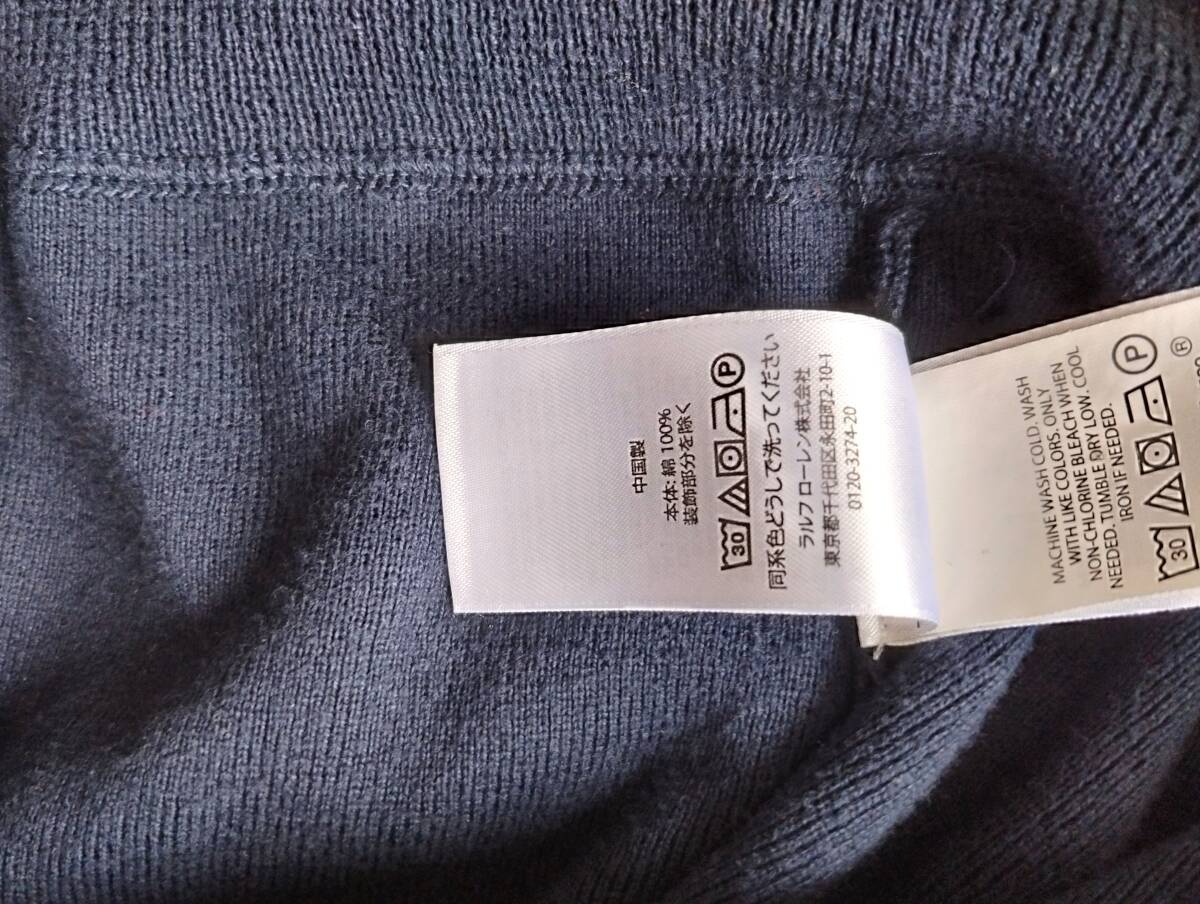 中国製
本体: 綿 100%
装飾部分を除く
30 P
同系色どうしで洗ってください
ラルフ ローレン株式会社
東京都千代田区永田町2-10-1
0120-3274-20
MACHINE WASH COLD. WASH
WITH LIKE COLORS. ONLY
NON-CHLORINE BLEACH WHEN
NEEDED. TUMBLE DRY LOW. COOL
IRON IF NEEDED.
30 P
®